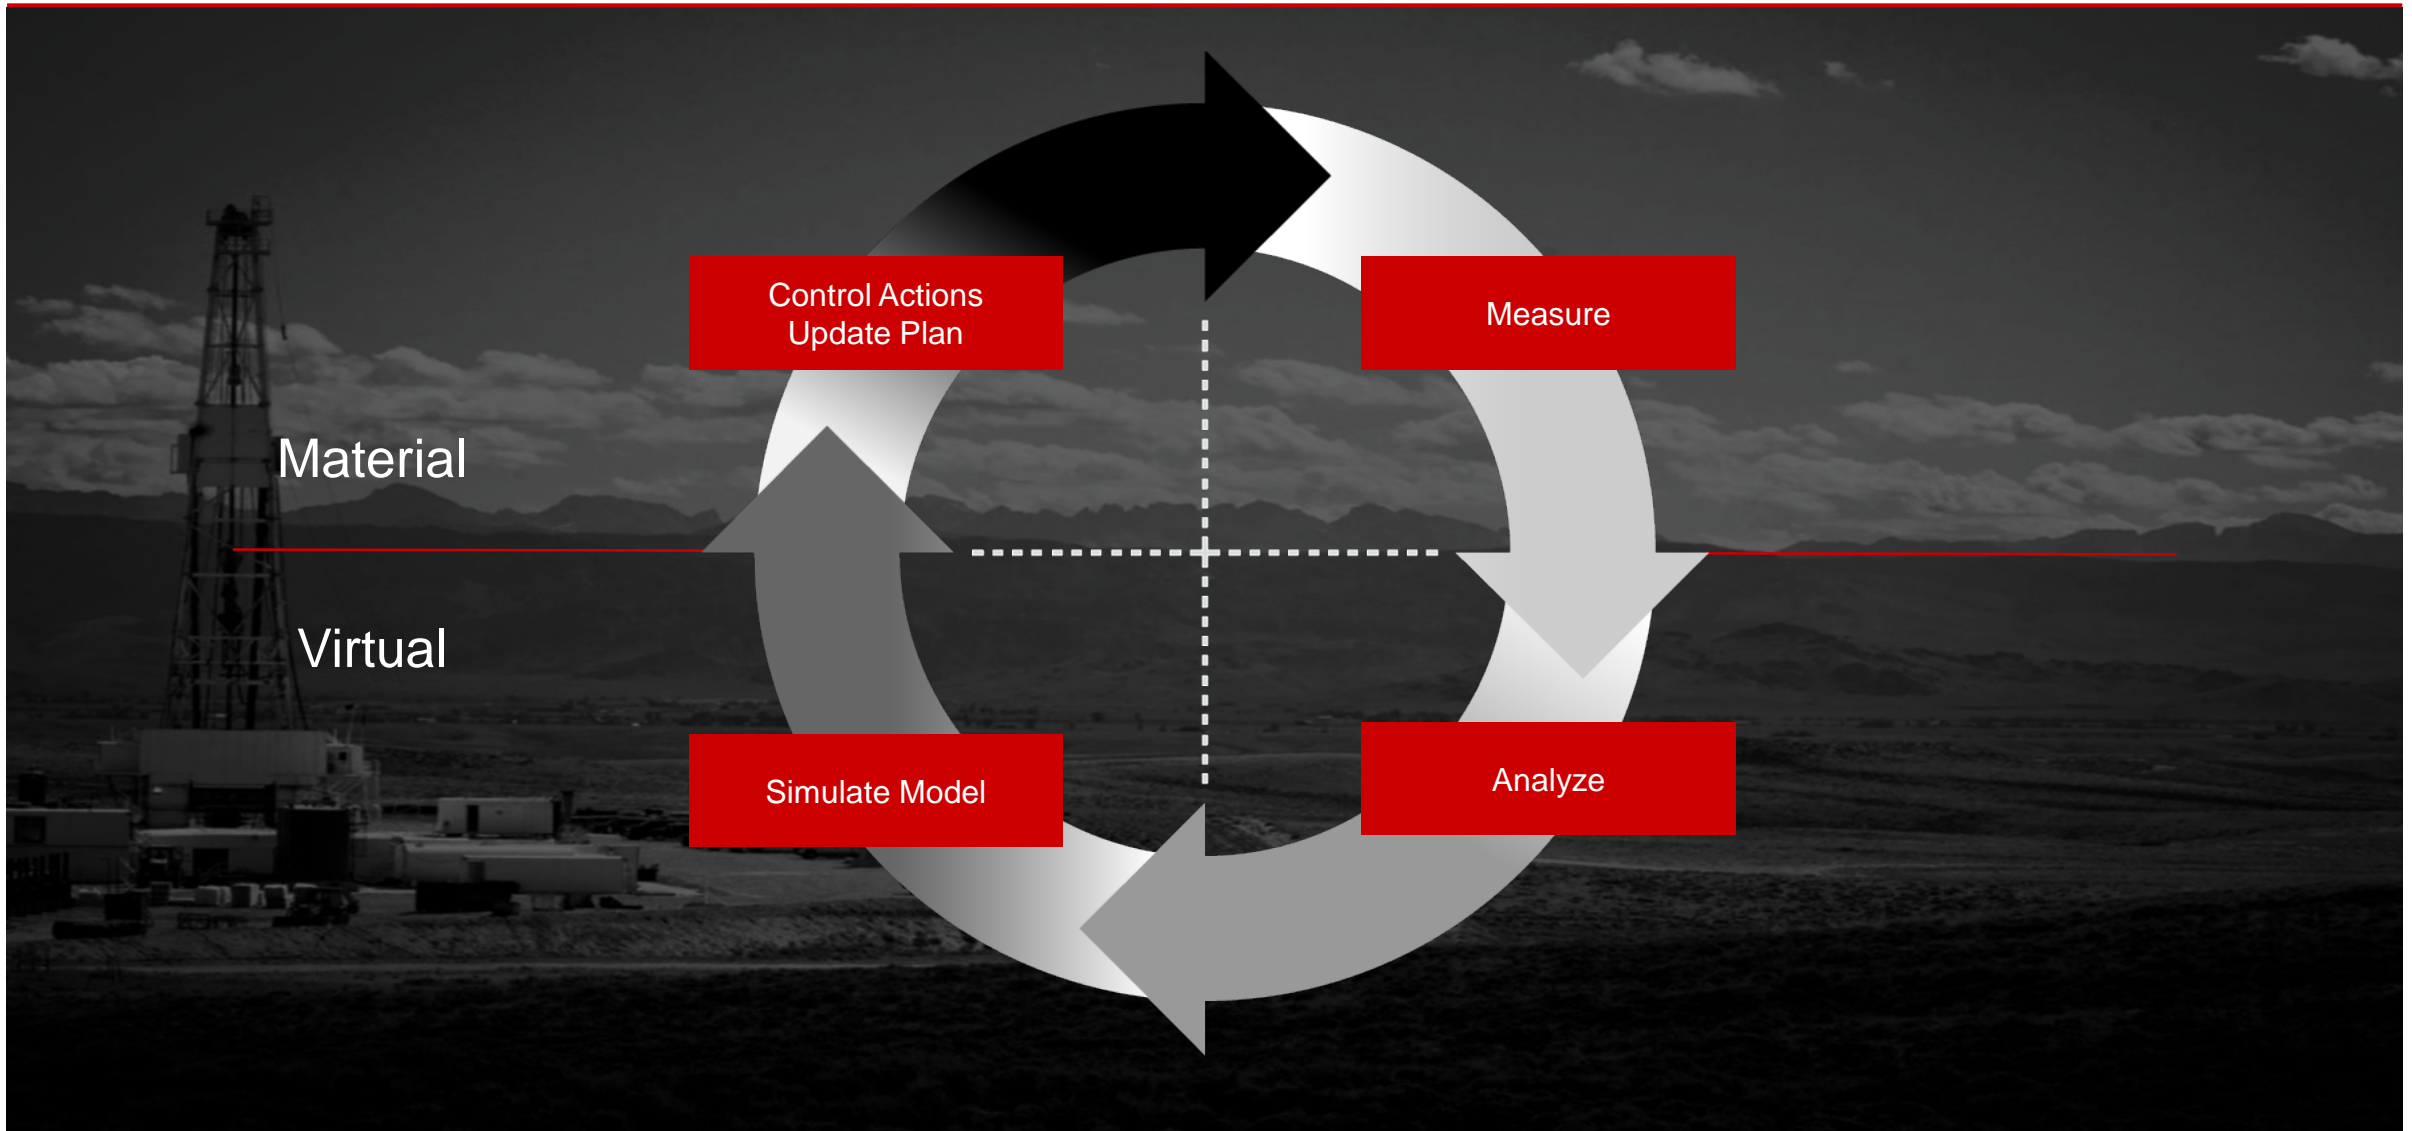 Control Actions
Update Plan
Measure
Material
Virtual
Simulate Model
Analyze